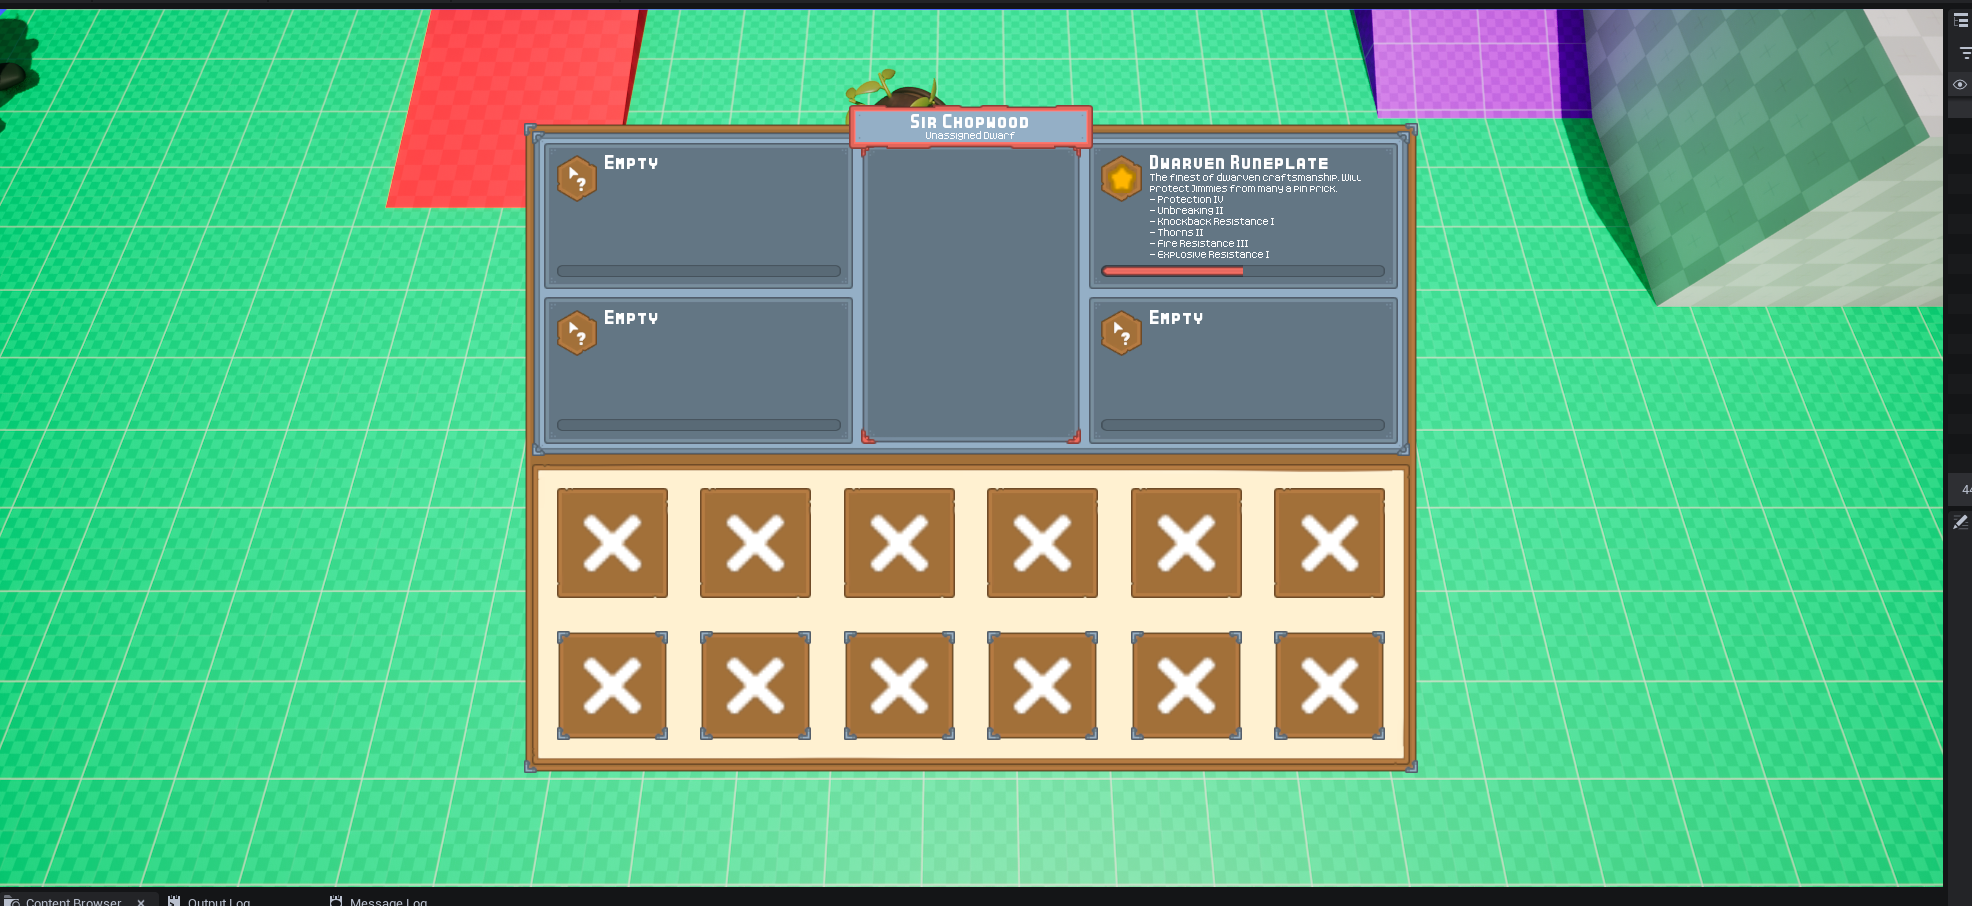 Sir Chopwood
Unassigned Dwarf
Empty
Dwarven Runeplate
The finest of dwarven craftsmanship. Will
protect Jimmies from many a pin prick.
- Protection IV
- Unbreaking II
- Knockback Resistance I
- Thorns II
- Fire Resistance III
- Explosive Resistance I
Empty
Empty
Content Browser
Output Log
Message Log